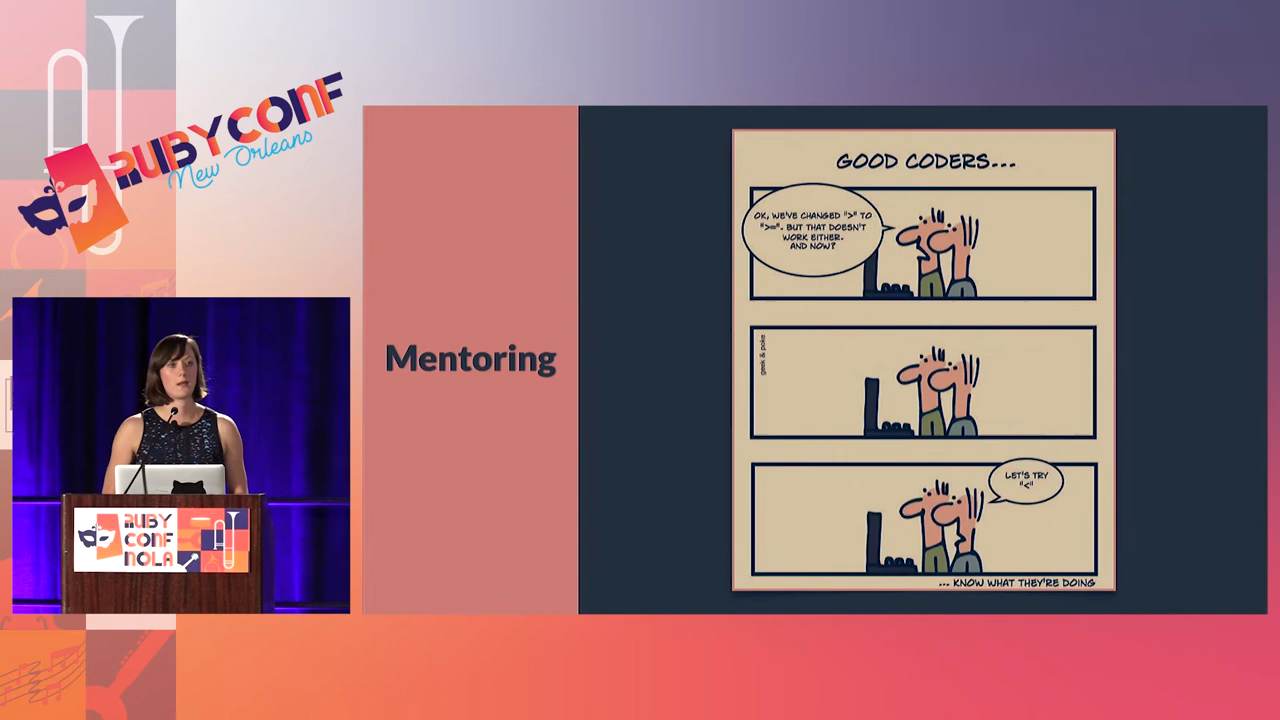 RUBYCONF
New Orleans
RUBY
CONF
NOLA
Mentoring
GOOD CODERS...
OK, WE'VE CHANGED ">" TO
">=". BUT THAT DOESN'T
WORK EITHER.
AND NOW?
geek & poke
LET'S TRY
"<"
... KNOW WHAT THEY'RE DOING